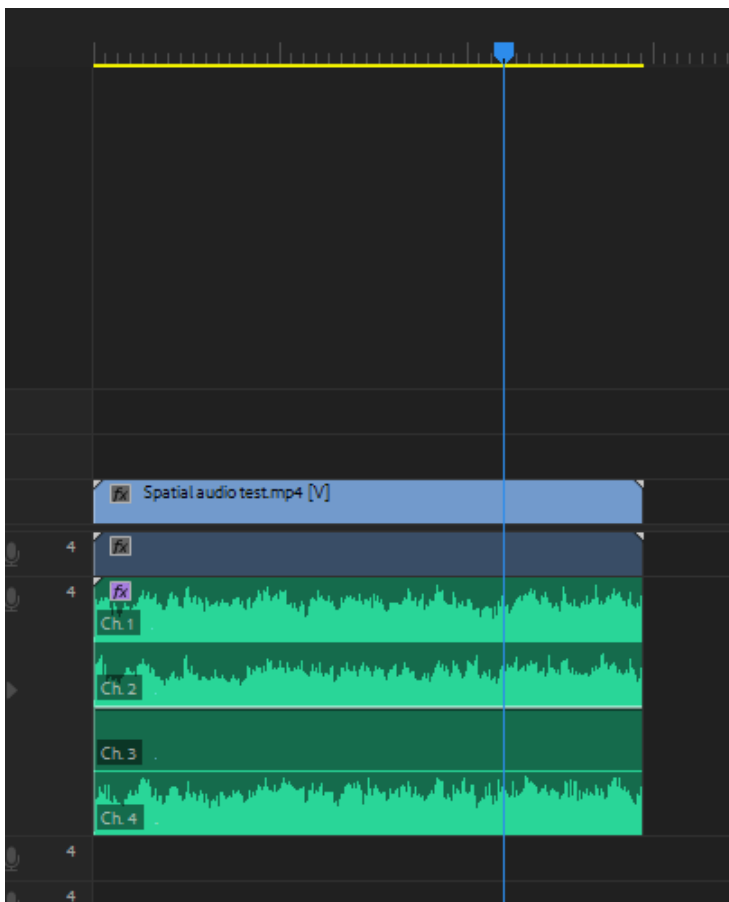 fx Spatial audio test.mp4 [V]
4 fx
4 fx
Ch. 1
Ch. 2
Ch. 3
Ch. 4
4
4